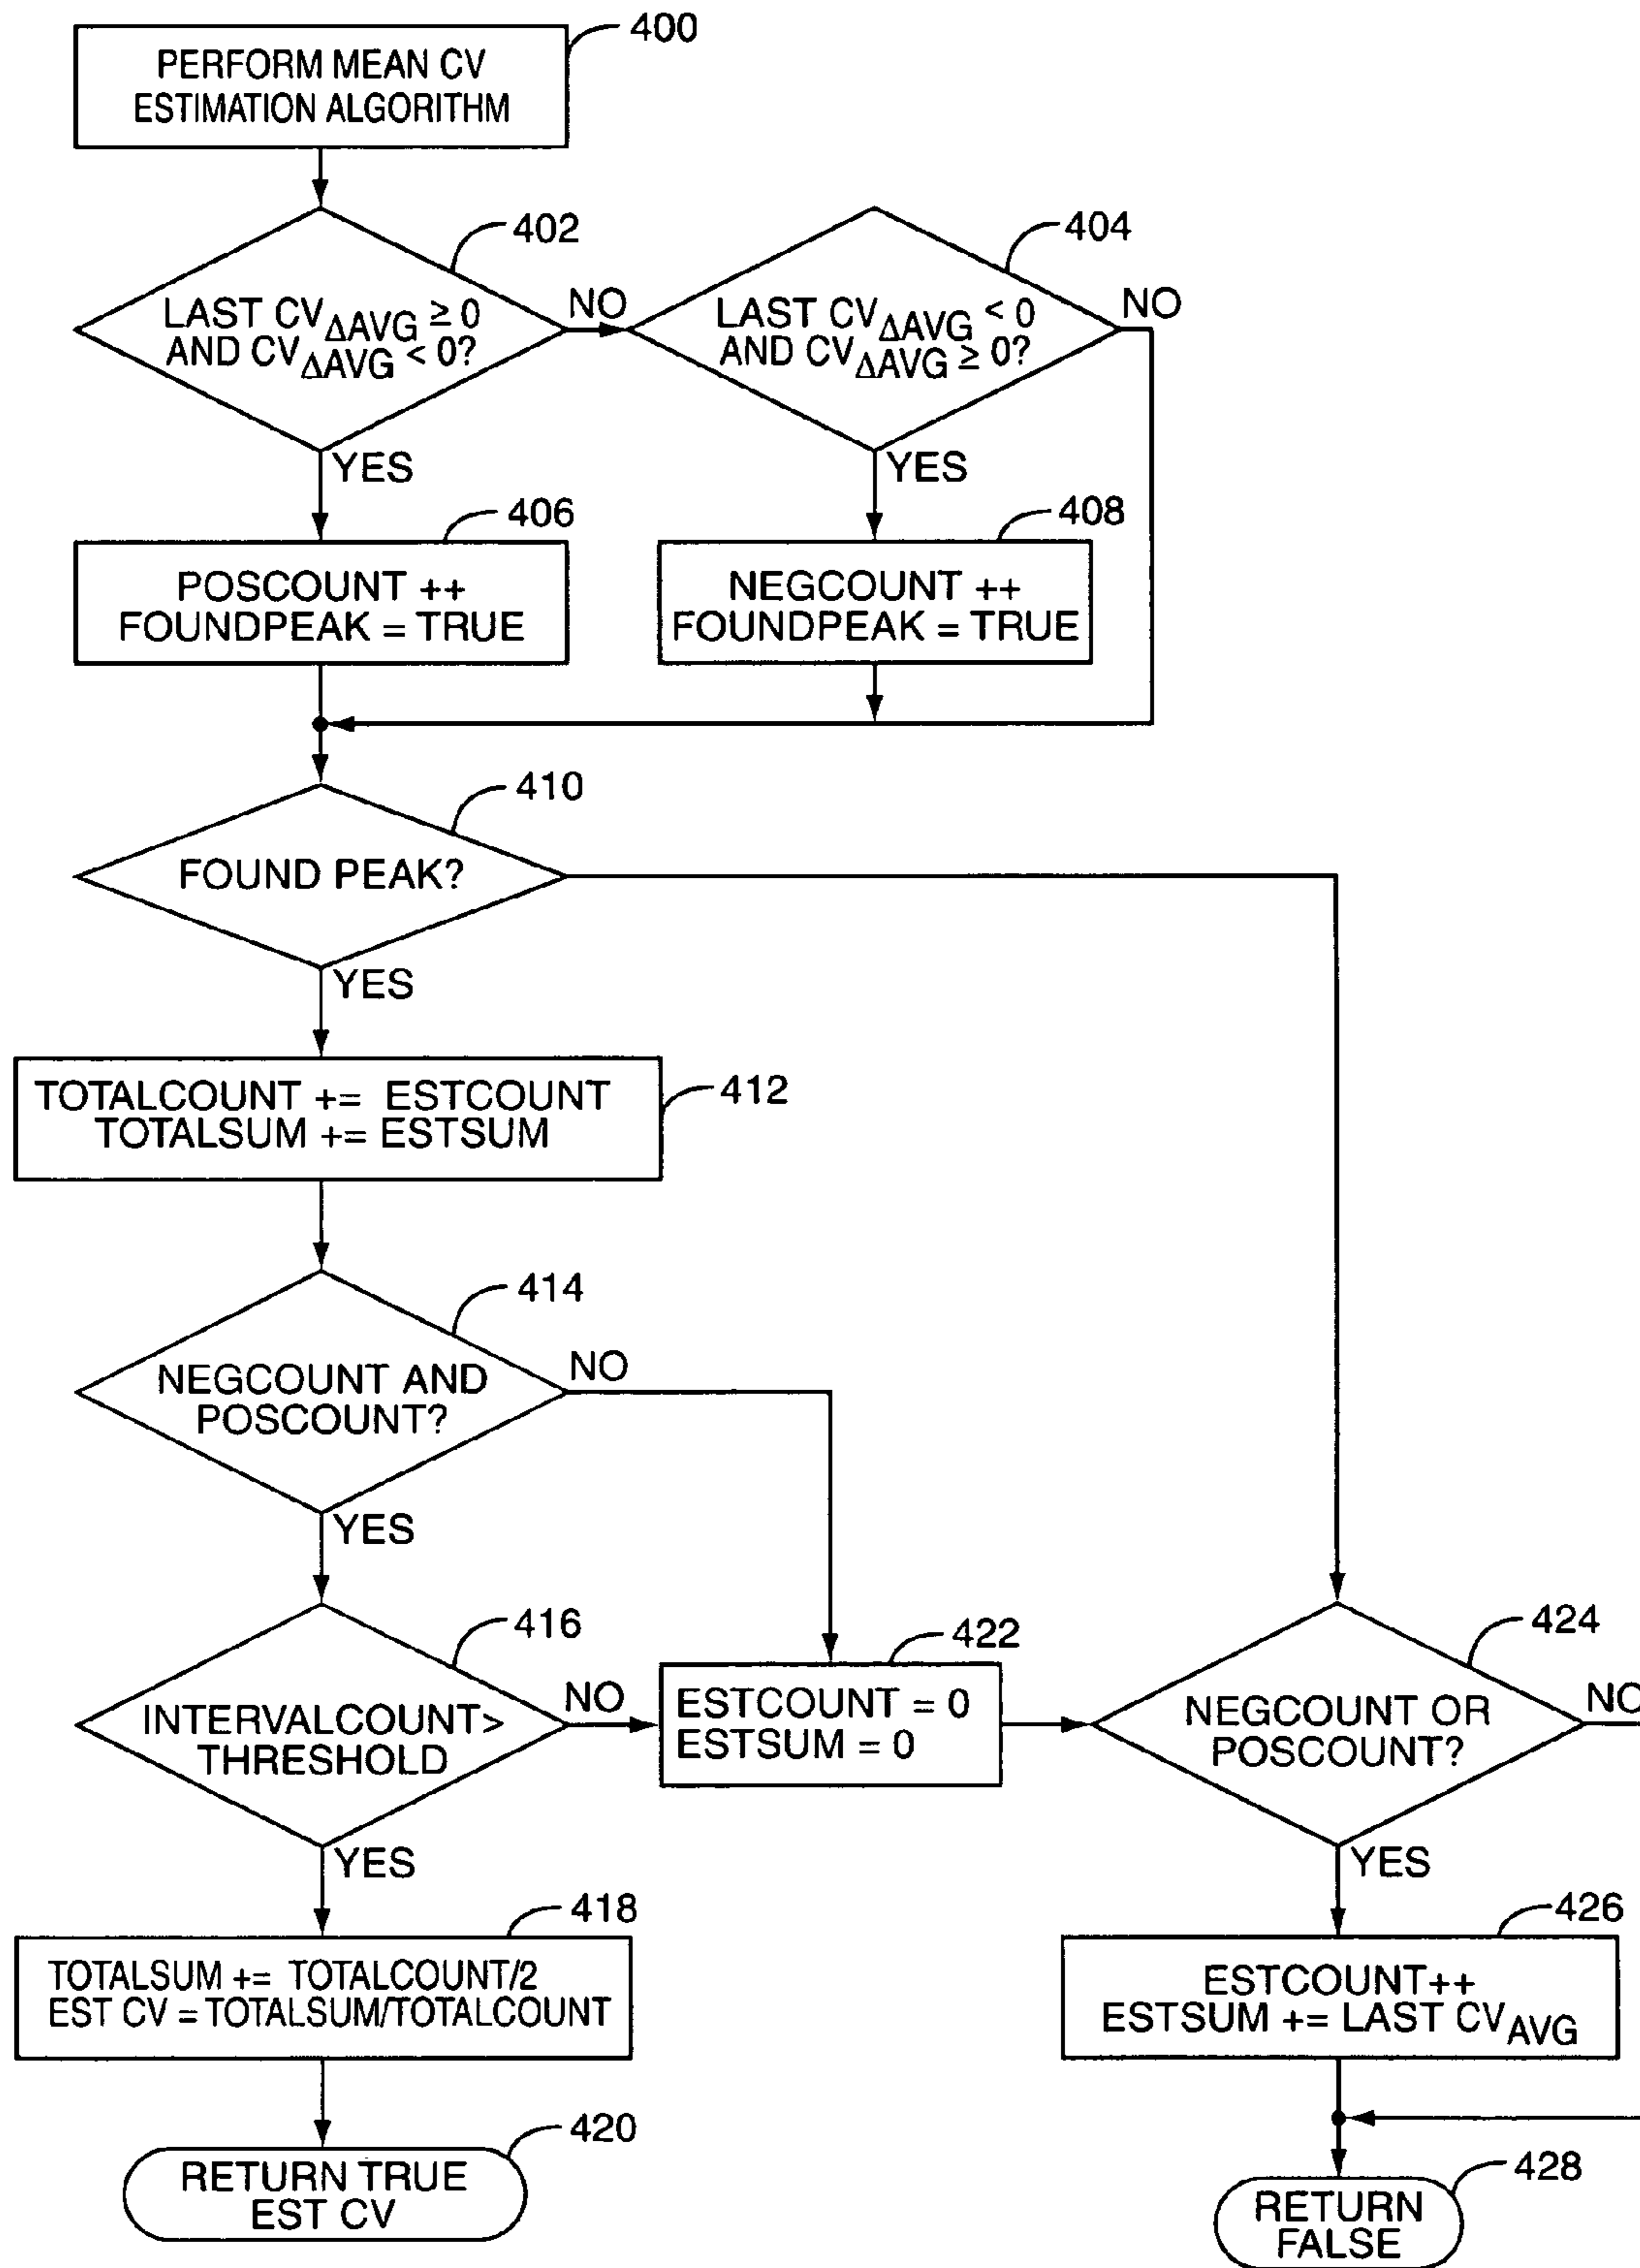 400
PERFORM MEAN CV
ESTIMATION ALGORITHM
402
LAST CVΔAVG ≥ 0
AND CVΔAVG < 0?
NO
YES
404
LAST CVΔAVG < 0
AND CVΔAVG ≥ 0?
NO
YES
406
POSCOUNT ++
FOUNDPEAK = TRUE
408
NEGCOUNT ++
FOUNDPEAK = TRUE
410
FOUND PEAK?
YES
412
TOTALCOUNT += ESTCOUNT
TOTALSUM += ESTSUM
414
NEGCOUNT AND
POSCOUNT?
NO
YES
416
INTERVALCOUNT>
THRESHOLD
NO
YES
422
ESTCOUNT = 0
ESTSUM = 0
424
NEGCOUNT OR
POSCOUNT?
NO
YES
418
TOTALSUM += TOTALCOUNT/2
EST CV = TOTALSUM/TOTALCOUNT
426
ESTCOUNT++
ESTSUM += LAST CVAVG
420
RETURN TRUE
EST CV
428
RETURN
FALSE